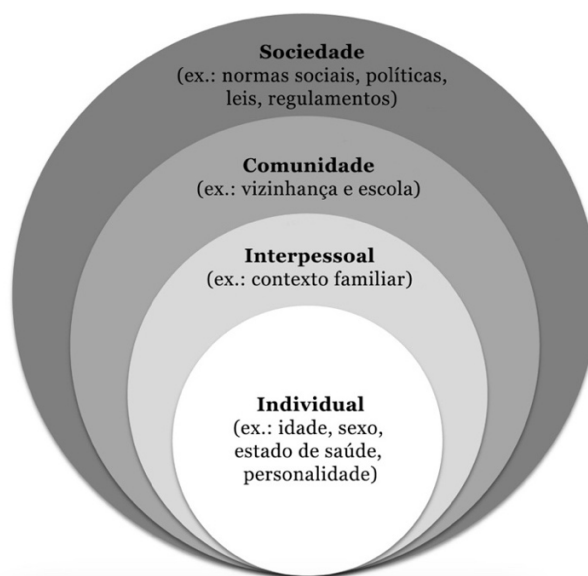 Sociedade
(ex.: normas sociais, políticas,
leis, regulamentos)
Comunidade
(ex.: vizinhança e escola)
Interpessoal
(ex.: contexto familiar)
Individual
(ex.: idade, sexo,
estado de saúde,
personalidade)